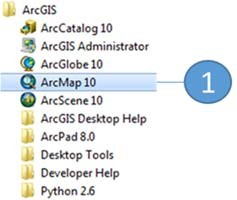 ArcGIS
ArcCatalog 10
ArcGIS Administrator
ArcGlobe 10
ArcMap 10
1
ArcScene 10
ArcGIS Desktop Help
ArcPad 8.0
Desktop Tools
Developer Help
Python 2.6